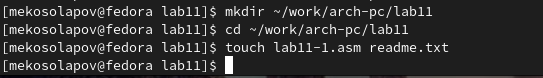 [mekosolapov@fedora lab11]$ mkdir ~/work/arch-pc/lab11
[mekosolapov@fedora lab11]$ cd ~/work/arch-pc/lab11
[mekosolapov@fedora lab11]$ touch lab11-1.asm readme.txt
[mekosolapov@fedora lab11]$